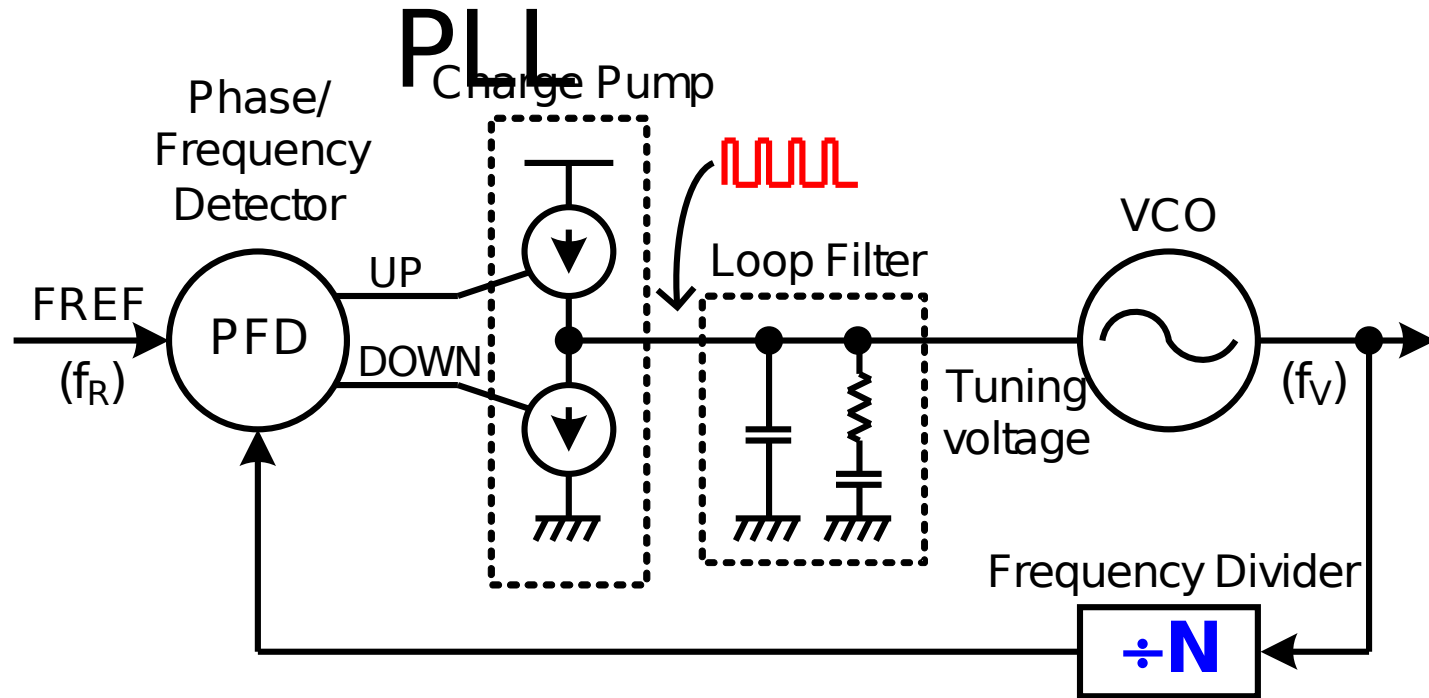 PLL
Charge Pump
Phase/
Frequency
Detector
VCO
UP
Loop Filter
FREF
PFD
DOWN
(fR)
Tuning
voltage
(fV)
Frequency Divider
÷N